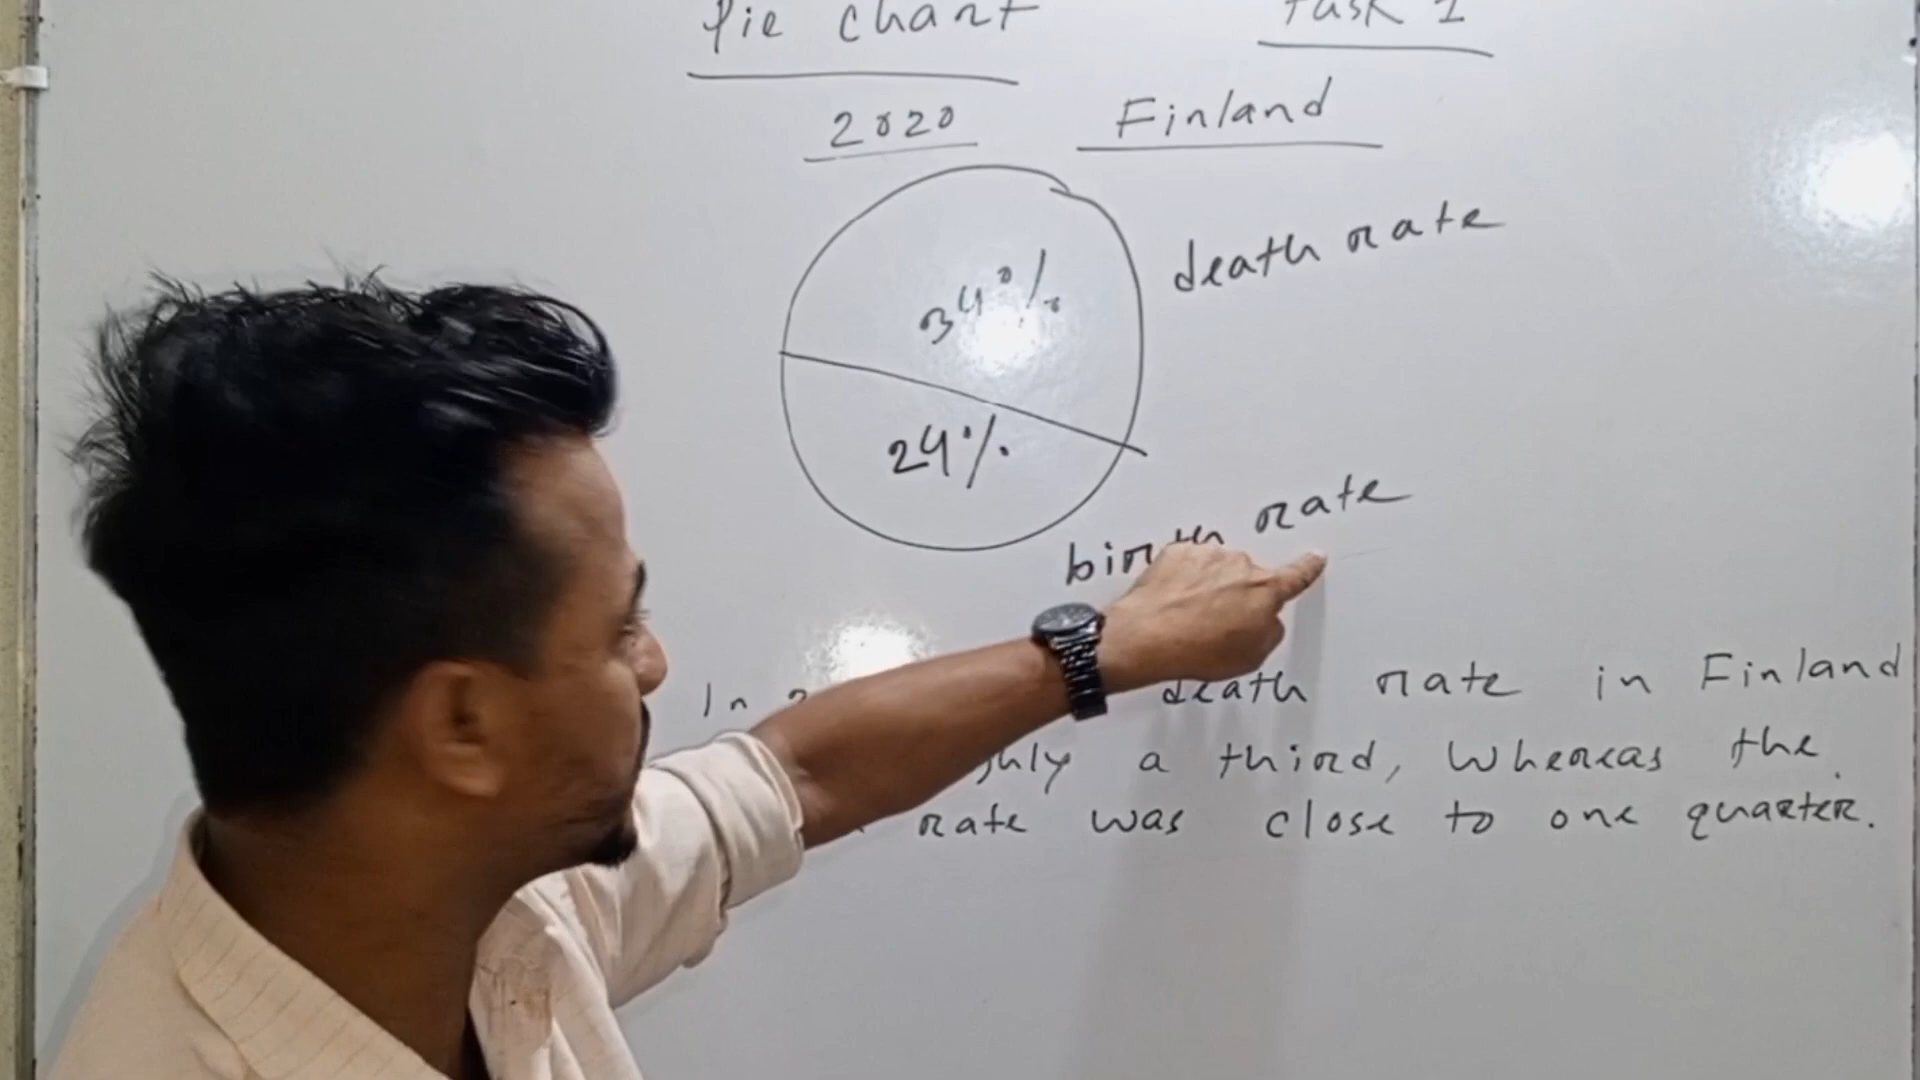 Pie chart Task 1
2020 Finland
death rate
34%
24%
birth rate
In death rate in Finland
a third, whereas the
rate was close to one quarter.